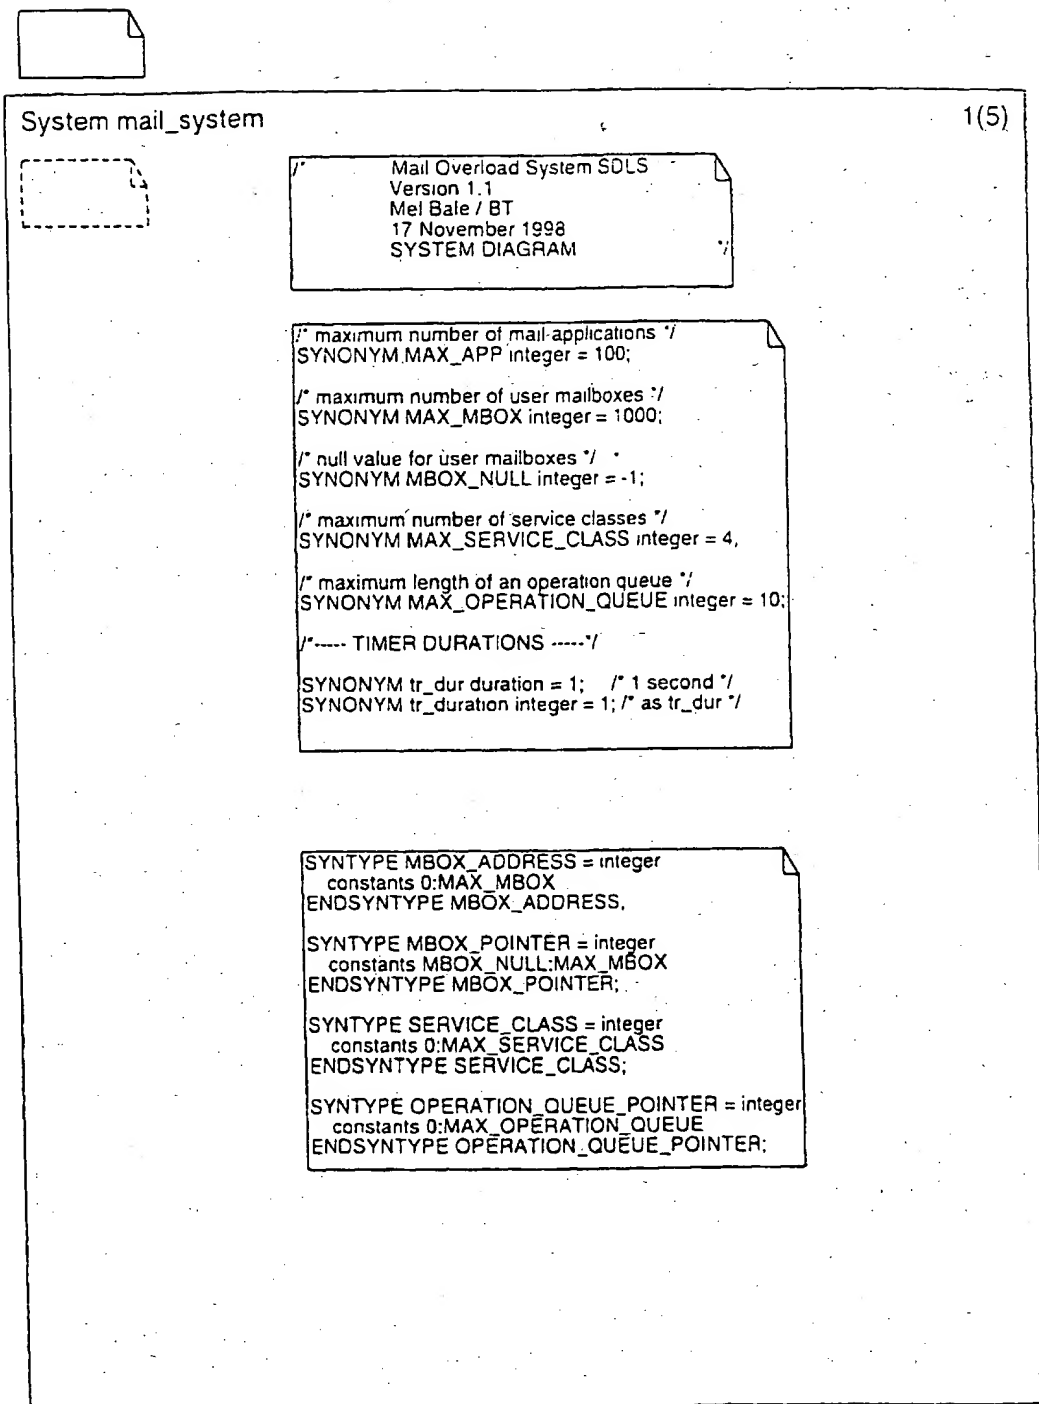 System mail_system
1(5)
/* Mail Overload System SDLS
Version 1.1
Mel Bale / BT
17 November 1998
SYSTEM DIAGRAM */
/* maximum number of mail-applications */
SYNONYM MAX_APP integer = 100;
/* maximum number of user mailboxes */
SYNONYM MAX_MBOX integer = 1000;
/* null value for user mailboxes */
SYNONYM MBOX_NULL integer = -1;
/* maximum number of service classes */
SYNONYM MAX_SERVICE_CLASS integer = 4,
/* maximum length of an operation queue */
SYNONYM MAX_OPERATION_QUEUE integer = 10;
/*----- TIMER DURATIONS -----*/
SYNONYM tr_dur duration = 1; /* 1 second */
SYNONYM tr_duration integer = 1; /* as tr_dur */
SYNTYPE MBOX_ADDRESS = integer
constants 0:MAX_MBOX
ENDSYNTYPE MBOX_ADDRESS,
SYNTYPE MBOX_POINTER = integer
constants MBOX_NULL:MAX_MBOX
ENDSYNTYPE MBOX_POINTER;
SYNTYPE SERVICE_CLASS = integer
constants 0:MAX_SERVICE_CLASS
ENDSYNTYPE SERVICE_CLASS;
SYNTYPE OPERATION_QUEUE_POINTER = integer
constants 0:MAX_OPERATION_QUEUE
ENDSYNTYPE OPERATION_QUEUE_POINTER;